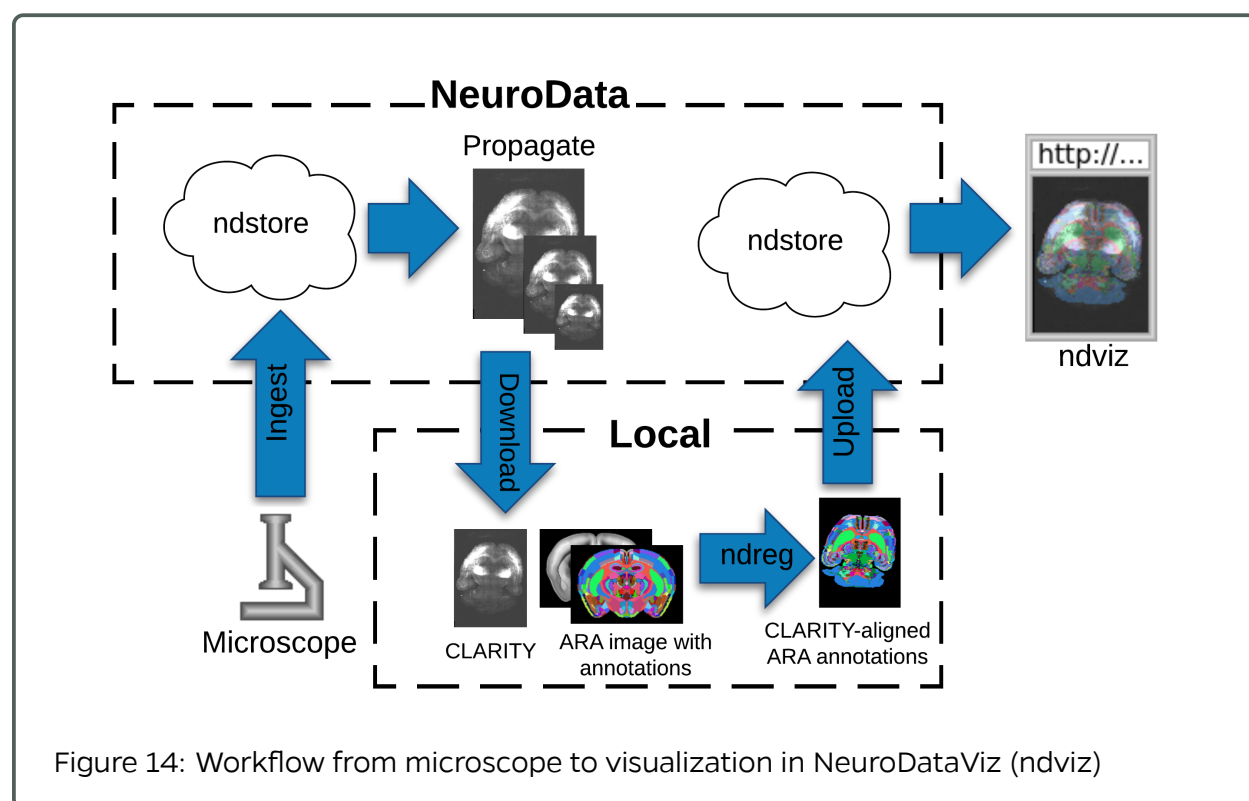 NeuroData
Propagate
ndstore
ndstore
http://...
ndviz
Ingest
Download
Upload
Local
ndreg
Microscope
CLARITY
ARA image with
annotations
CLARITY-aligned
ARA annotations
Figure 14: Workflow from microscope to visualization in NeuroDataViz (ndviz)